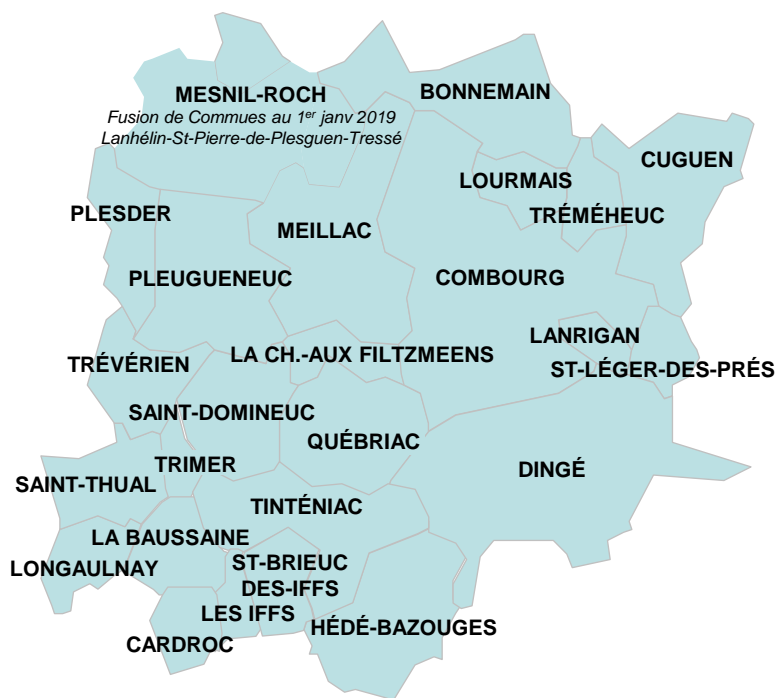 MESNIL-ROCH
Fusion de Commues au 1er janv 2019
Lanhélin-St-Pierre-de-Plesguen-Tressé
BONNEMAIN
CUGUEN
LOURMAIS
PLESDER
TRÉMÉHEUC
MEILLAC
PLEUGUENEUC
COMBOURG
LANRIGAN
TRÉVÉRIEN
LA CH.-AUX FILTZMEENS
ST-LÉGER-DES-PRÉS
SAINT-DOMINEUC
QUÉBRIAC
TRIMER
DINGÉ
SAINT-THUAL
TINTÉNIAC
LA BAUSSAINE
LONGAULNAY
ST-BRIEUC
DES-IFFS
LES IFFS
HÉDÉ-BAZOUGES
CARDROC